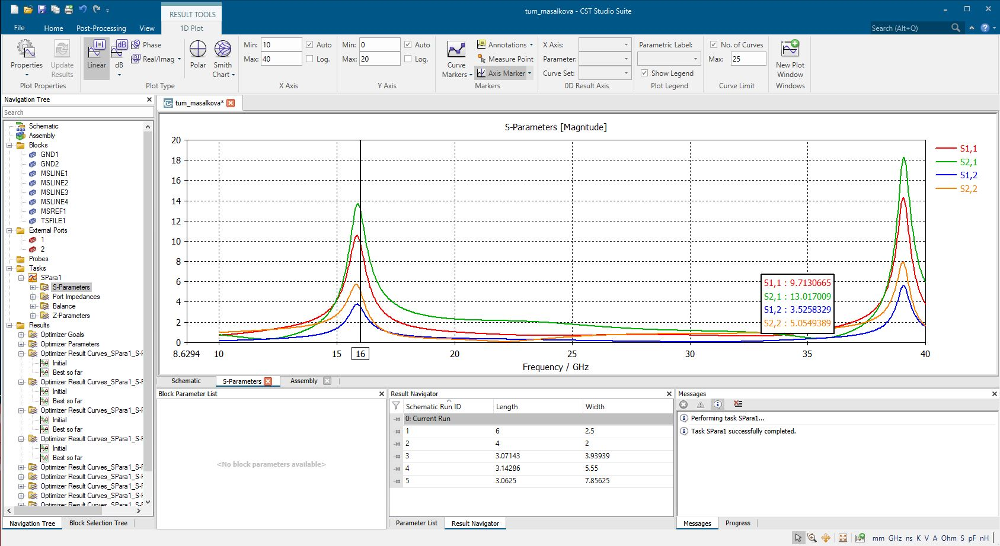 tum_masalkova - CST Studio Suite
RESULT TOOLS
File Home Post-Processing View 1D Plot
Search (Alt+Q)
Properties
Update Results
Plot Properties
Linear
dB
Phase
Real/Imag
Polar
Smith Chart
Plot Type
Min: 10 Auto
Max: 40 Log.
X Axis
Min: 0 Auto
Max: 20 Log.
Y Axis
Curve Markers
Annotations
Measure Point
Axis Marker
Markers
X Axis:
Parameter:
Curve Set:
0D Result Axis
Parametric Label:
Show Legend
Plot Legend
No. of Curves
Max: 25
Curve Limit
New Plot Window
Windows
Navigation Tree
Search
Schematic
Assembly
Blocks
GND1
GND2
MSLINE1
MSLINE2
MSLINE3
MSLINE4
MSREF1
TSFILE1
External Ports
1
2
Probes
Tasks
SPara1
S-Parameters
Port Impedances
Balance
Z-Parameters
Results
Optimizer Goals
Optimizer Parameters
Optimizer Result Curves_SPara1_S-F
Initial
Best so far
Optimizer Result Curves_SPara1_S-F
Initial
Best so far
Optimizer Result Curves_SPara1_S-F
Initial
Best so far
Optimizer Result Curves_SPara1_S-F
Initial
Best so far
Optimizer Result Curves_SPara1_S-F
Optimizer Result Curves_SPara1_S-F
Optimizer Result Curves_SPara1_S-F
Optimizer Result Curves_SPara1_S-F
Optimizer Result Curves_SPara1_S-F
Navigation Tree Block Selection Tree
tum_masalkova*
S-Parameters [Magnitude]
20
18
16
14
12
10
8
6
4
2
0
8.6294 10 15 16 20 25 30 35 40
Frequency / GHz
S1,1
S2,1
S1,2
S2,2
S1,1 : 9.7130665
S2,1 : 13.017009
S1,2 : 3.5258329
S2,2 : 5.0549389
Schematic S-Parameters Assembly
Block Parameter List
<No block parameters available>
Result Navigator
Schematic Run ID Length Width
0: Current Run
1 6 2.5
2 4 2
3 3.07143 3.93939
4 3.14286 5.55
5 3.0625 7.85625
Parameter List Result Navigator
Messages
Performing task SPara1...
Task SPara1 successfully completed.
Messages Progress
mm GHz ns K V A Ohm S pF nH